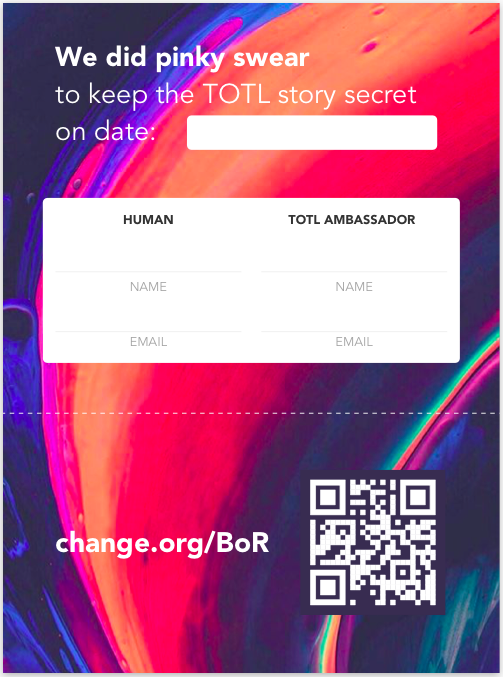 We did pinky swear
to keep the TOTL story secret
on date:
HUMAN TOTL AMBASSADOR
NAME NAME
EMAIL EMAIL
change.org/BoR